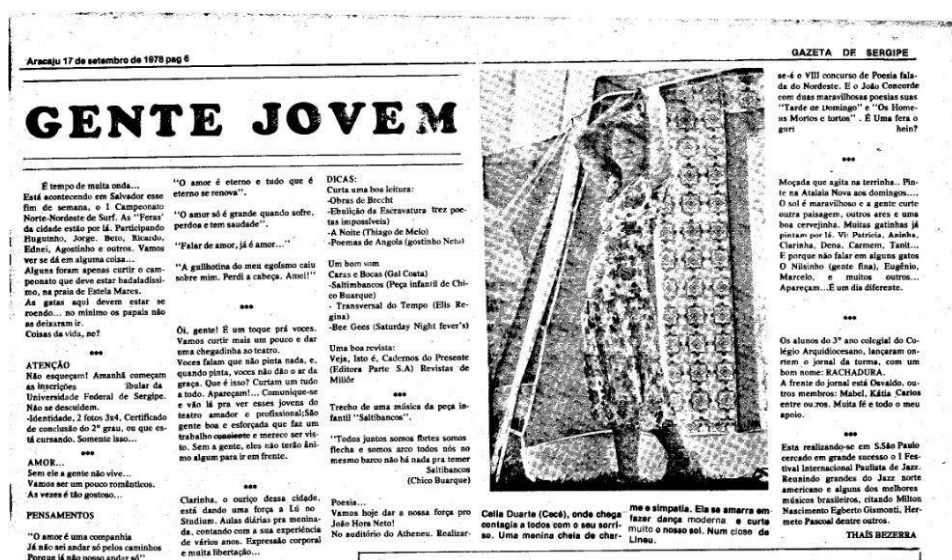 Aracaju 17 de setembro de 1978 pag 6
GAZETA DE SERGIPE
GENTE JOVEM
É tempo de muita onda...
Está acontecendo em Salvador esse
fim de semana, o I Campeonato
Norte-Nordeste de Surf. As "Feras'
da cidade estão por lá. Participando
Huguinho, Jorge, Beto, Ricardo,
Ednei, Agostinho e outros. Vamos
ver se dá em alguma coisa...
Alguns foram apenas curtir o cam-
peonato que deve estar badaladíssi-
mo, na praia de Estela Mares.
As gatas aqui devem estar se
roendo... no mínimo os papais não
as deixaram ir.
Coisas da vida, no?
***
ATENÇÃO
Não esqueçam! Amanhã começam
as inscrições ibular da
Universidade Federal de Sergipe.
Não se descuidem.
-Identidade, 2 fotos 3x4, Certificado
de conclusão do 2º grau, ou que es-
tá cursando. Somente isso...
***
AMOR...
Sem ele a gente não vive...
Vamos ser um pouco românticos.
As vezes é tão gostoso...
PENSAMENTOS
"O amor é uma companhia
Já não sei andar só pelos caminhos
Porque já não posso andar só"
"O amor é eterno e tudo que é
eterno se renova".
"O amor só é grande quando sofre,
perdoa e tem saudade".
"Falar de amor, já é amor..."
"A guilhotina do meu egoísmo caiu
sobre mim. Perdi a cabeça. Amei!"
***
Ôi, gente! É um toque prá voces.
Vamos curtir mais um pouco e dar
uma chegadinha ao teatro.
Voces falam que não pinta nada, e,
quando pinta, voces não dão o ar da
graça. Que é isso? Curtam um tudo
a todo. Apareçam!... Comunique-se
e vão lá pra ver esses jovens do
teatro amador e profissional;São
gente boa e esforçada que faz um
trabalho consiente e merece ser vis-
to. Sem a gente, eles não terão âni-
mo algum para ir em frente.
***
Clarinha, o ouriço dessa cidade,
está dando uma força a Lú no
Studium. Aulas diárias pra menina-
da, contando com a sua experiência
de vários anos. Expressão corporal
e muita libertação...
DICAS:
Curta uma boa leitura:
-Obras de Brecht
-Ebulição da Escravatura trez poe-
tas impossíveis)
-A Noite (Thiago de Melo)
-Poemas de Angola (gostinho Neto)
Um bom som
Caras e Bocas (Gal Costa)
-Saltimbancos (Peça infantil de Chi-
co Buarque)
- Transversal do Tempo (Elis Re-
gina)
-Bee Gees (Saturday Night fever's)
Uma boa revista:
Veja, Isto é, Cadernos do Presente
(Editora Parte S.A) Revistas de
Millôr
***
Trecho de uma música da peça in-
fantil "Saltibancos".
"Todos juntos somos fortes somos
flecha e somos arco todos nós no
mesmo barco não há nada pra temer
Saltibancos
(Chico Buarque)
Poesia...
Vamos hoje dar a nossa força pro
João Hora Neto!
No auditório do Atheneu. Realizar-
Celia Duarte (Cecé), onde chega
contagia a todos com o seu sorri-
so. Uma menina cheia de char-
me e simpatia. Ela se amarra em
fazer dança moderna e curte
muito o nosso sol. Num close de
Lineu.
se-á o VIII concurso de Poesia fala-
da do Nordeste. E o João Concorde
com duas maravilhosas poesias suas
"Tarde de Domingo" e "Os Home-
ns Mortos e tortos" . É Uma fera o
guri hein?
***
Moçada que agita na terrinha.. Pin-
te na Atalaia Nova aos domingos....
O sol é maravilhoso e a gente curte
outra paisagem, outros ares e uma
boa cervejinha. Muitas gatinhas já
pintam por lá. Vi: Patrícia, Aninha,
Clarinha, Dena, Carmem, Tanit...
E porque não falar em alguns gatos
O Nilsinho (gente fina), Eugênio,
Marcelo, e muitos outros...
Apareçam...É um dia diferente.
***
Os alunos do 3º ano colegial do Co-
légio Arquidiocesano, lançaram on-
tem o jornal da turma, com um
bom nome: RACHADURA.
A frente do jornal está Osvaldo, ou-
tros membros: Mabel, Kátia Carlos
entre outros. Muita fé e todo o meu
apoio.
***
Esta realizando-se em S.São Paulo
cercado em grande sucesso o I Fes-
tival Internacional Paulista de Jazz.
Reunindo grandes do Jazz norte
americano e alguns dos melhores
músicos brasileiros, citando Milton
Nascimento Egberto Gismonti, Her-
meto Pascoal dentre outros.
THAÍS BEZERRA